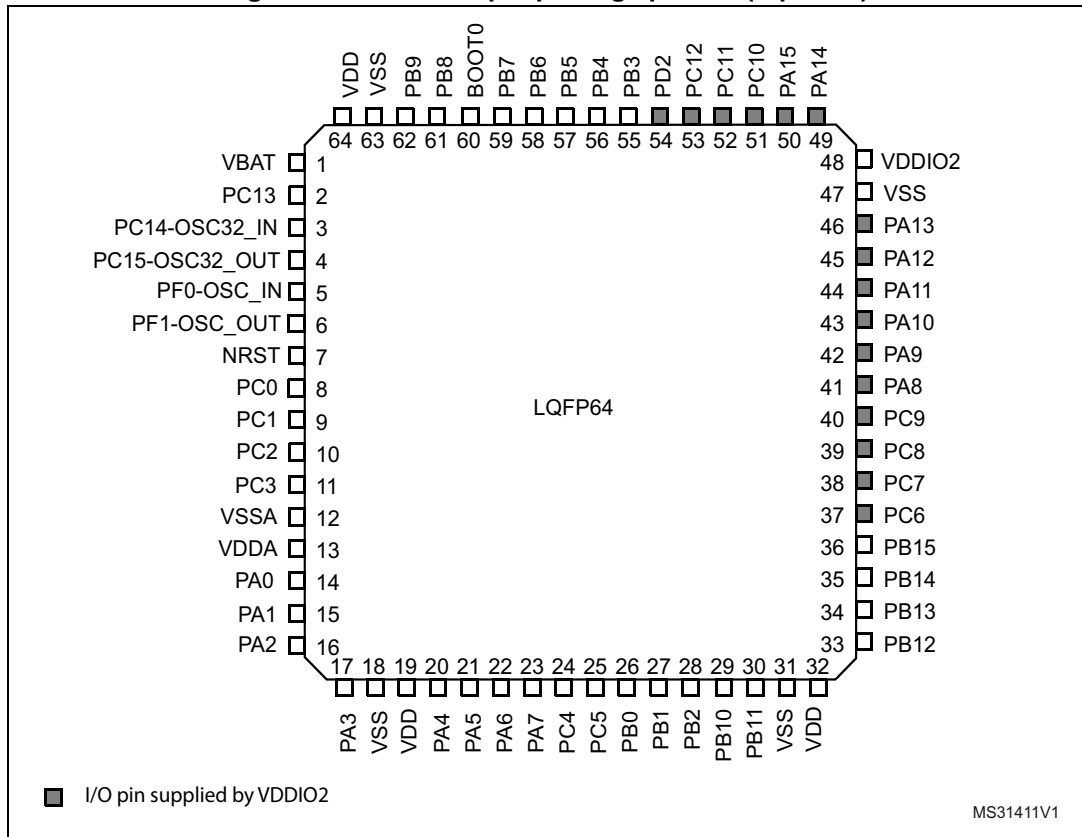 VDD
VSS
PB9
PB8
BOOT0
PB7
PB6
PB5
PB4
PB3
PD2
PC12
PC11
PC10
PA15
PA14
64 63 62 61 60 59 58 57 56 55 54 53 52 51 50 49
VBAT 1
PC13 2
PC14-OSC32_IN 3
PC15-OSC32_OUT 4
PF0-OSC_IN 5
PF1-OSC_OUT 6
NRST 7
PC0 8
PC1 9
PC2 10
PC3 11
VSSA 12
VDDA 13
PA0 14
PA1 15
PA2 16
LQFP64
48 VDDIO2
47 VSS
46 PA13
45 PA12
44 PA11
43 PA10
42 PA9
41 PA8
40 PC9
39 PC8
38 PC7
37 PC6
36 PB15
35 PB14
34 PB13
33 PB12
17 18 19 20 21 22 23 24 25 26 27 28 29 30 31 32
PA3
VSS
VDD
PA4
PA5
PA6
PA7
PC4
PC5
PB0
PB1
PB2
PB10
PB11
VSS
VDD
I/O pin supplied by VDDIO2
MS31411V1